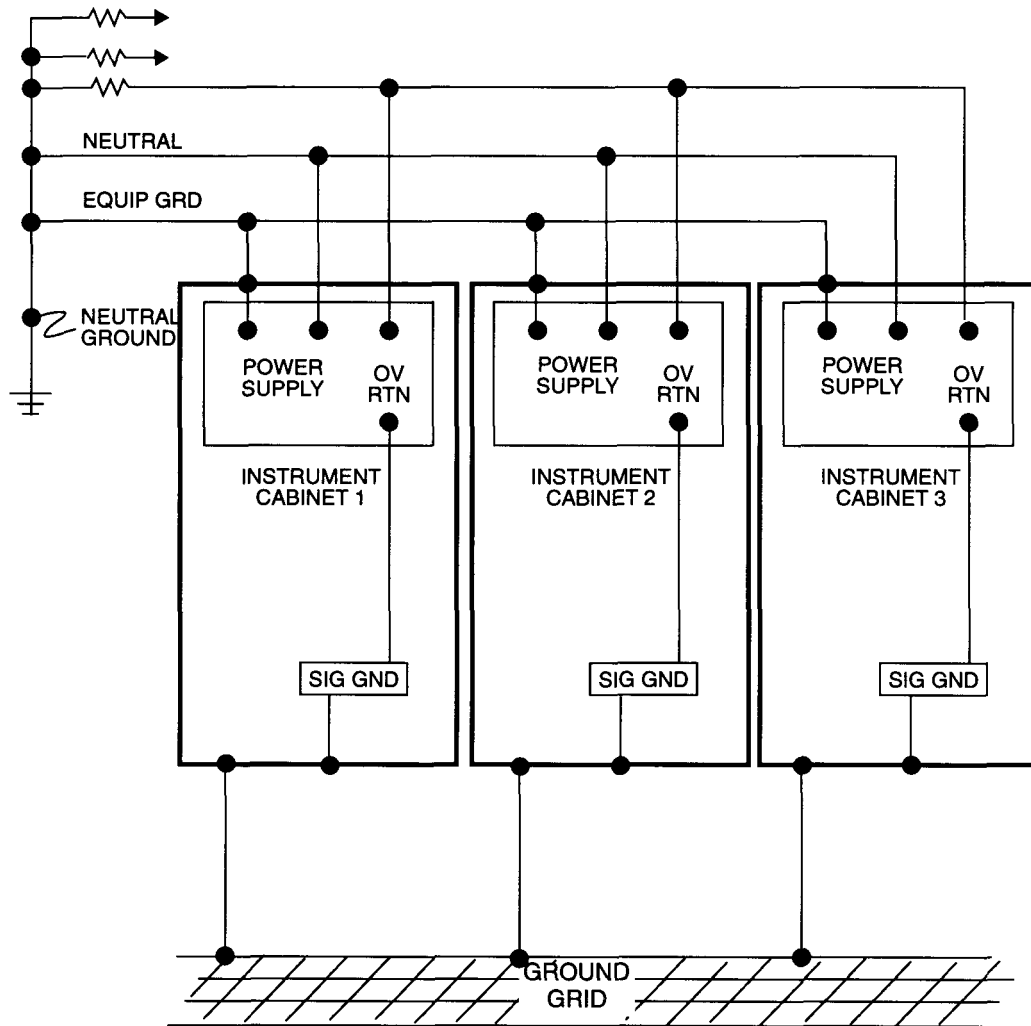 NEUTRAL
EQUIP GRD
NEUTRAL
GROUND
POWER
SUPPLY
OV
RTN
INSTRUMENT
CABINET 1
SIG GND
POWER
SUPPLY
OV
RTN
INSTRUMENT
CABINET 2
SIG GND
POWER
SUPPLY
OV
RTN
INSTRUMENT
CABINET 3
SIG GND
GROUND
GRID